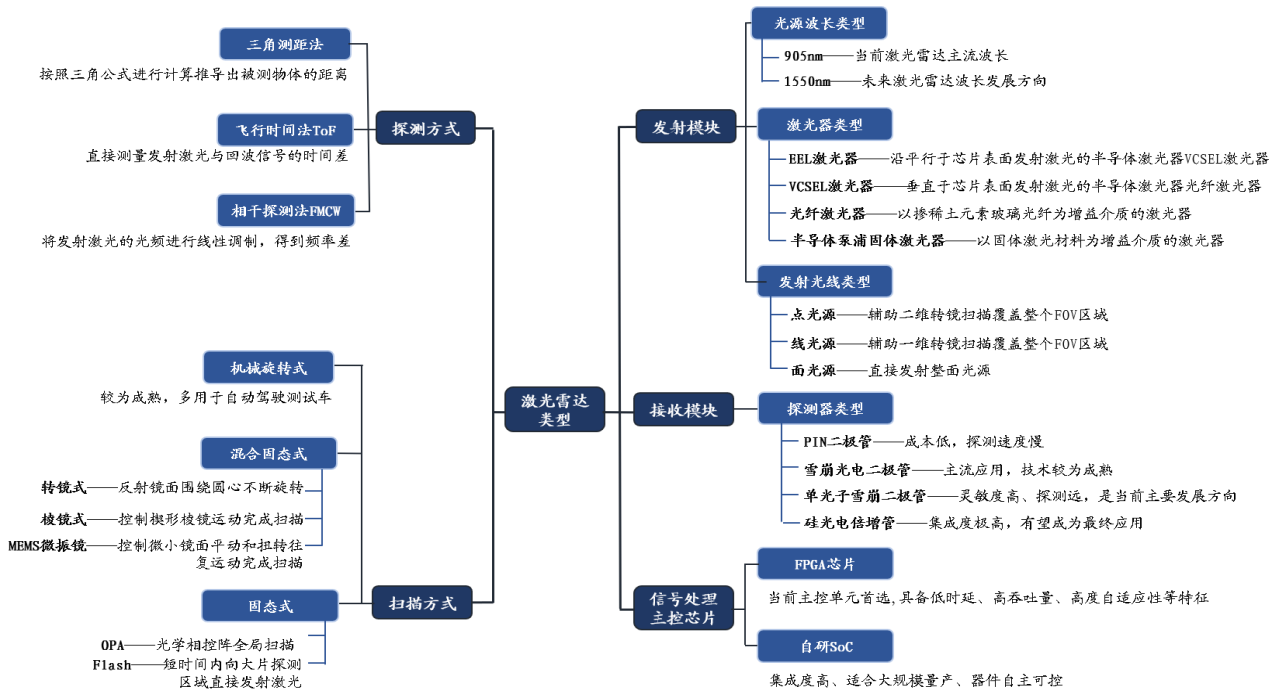 激光雷达
类型
探测方式
三角测距法
按照三角公式进行计算推导出被测物体的距离
飞行时间法ToF
直接测量发射激光与回波信号的时间差
相干探测法FMCW
将发射激光的光频进行线性调制，得到频率差
扫描方式
机械旋转式
较为成熟，多用于自动驾驶测试车
混合固态式
转镜式——反射镜面围绕圆心不断旋转
棱镜式——控制楔形棱镜运动完成扫描
MEMS微振镜——控制微小镜面平动和扭转往
复运动完成扫描
固态式
OPA——光学相控阵全局扫描
Flash——短时间内向大片探测
区域直接发射激光
发射模块
光源波长类型
905nm——当前激光雷达主流波长
1550nm——未来激光雷达波长发展方向
激光器类型
EEL激光器——沿平行于芯片表面发射激光的半导体激光器VCSEL激光器
VCSEL激光器——垂直于芯片表面发射激光的半导体激光器光纤激光器
光纤激光器——以掺稀土元素玻璃光纤为增益介质的激光器
半导体泵浦固体激光器——以固体激光材料为增益介质的激光器
发射光线类型
点光源——辅助二维转镜扫描覆盖整个FOV区域
线光源——辅助一维转镜扫描覆盖整个FOV区域
面光源——直接发射整面光源
接收模块
探测器类型
PIN二极管——成本低，探测速度慢
雪崩光电二极管——主流应用，技术较为成熟
单光子雪崩二极管——灵敏度高、探测远，是当前主要发展方向
硅光电倍增管——集成度极高，有望成为最终应用
信号处理
主控芯片
FPGA芯片
当前主控单元首选,具备低时延、高吞吐量、高度自适应性等特征
自研SoC
集成度高、适合大规模量产、器件自主可控